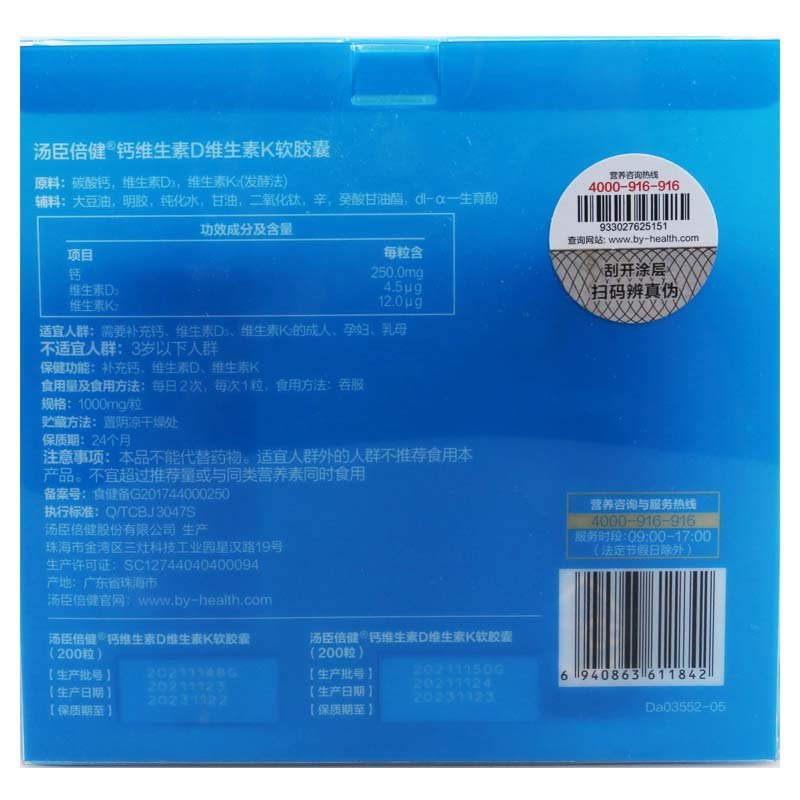 汤臣倍健®钙维生素D维生素K软胶囊
原料：碳酸钙，维生素D₃，维生素K₂(发酵法)
辅料：大豆油，明胶，纯化水，甘油，二氧化钛，辛，癸酸甘油酯，dl-α-生育酚
功效成分及含量
项目 每粒含
钙 250.0mg
维生素D₃ 4.5μg
维生素K₂ 12.0μg
适宜人群：需要补充钙、维生素D₃、维生素K₂的成人、孕妇、乳母
不适宜人群：3岁以下人群
保健功能：补充钙、维生素D、维生素K
食用量及食用方法：每日2次，每次1粒，食用方法：吞服
规格：1000mg/粒
贮藏方法：置阴凉干燥处
保质期：24个月
注意事项：本品不能代替药物。适宜人群外的人群不推荐食用本
产品。不宜超过推荐量或与同类营养素同时食用
备案号：食健备G201744000250
执行标准：Q/TCBJ 3047S
汤臣倍健股份有限公司 生产
珠海市金湾区三灶科技工业园星汉路19号
生产许可证：SC12744040400094
产地：广东省珠海市
汤臣倍健官网：www.by-health.com
营养咨询热线
4000-916-916
933027625151
查询网站：www.by-health.com
刮开涂层
扫码辨真伪
营养咨询与服务热线
4000-916-916
服务时段：09:00-17:00
（法定节假日除外）
6 940863 611842
Da03552-05
汤臣倍健®钙维生素D维生素K软胶囊
（200粒）
【生产批号】 20211148G
【生产日期】 20211123
【保质期至】 20231122
汤臣倍健®钙维生素D维生素K软胶囊
（200粒）
【生产批号】 20211150G
【生产日期】 20211124
【保质期至】 20231123